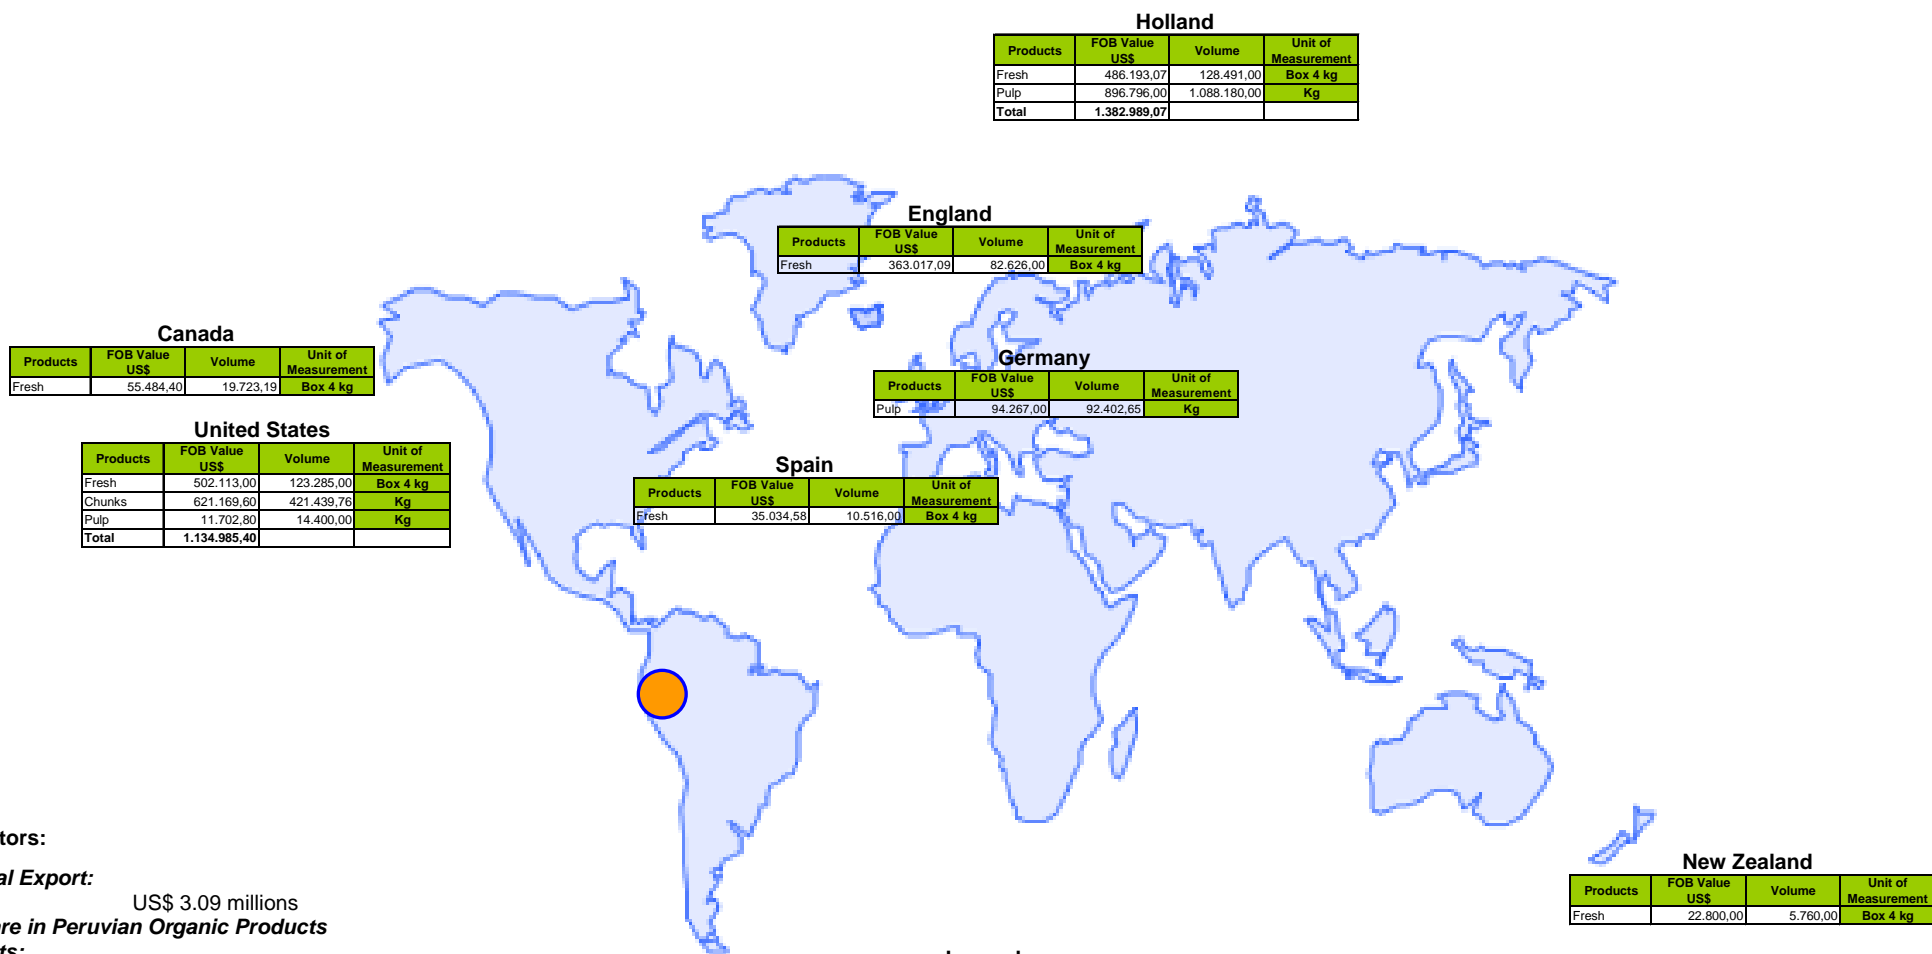 Holland
Products FOB Value US$ Volume Unit of Measurement
Fresh 486.193,07 128.491,00 Box 4 kg
Pulp 896.796,00 1.088.180,00 Kg
Total 1.382.989,07
England
Products FOB Value US$ Volume Unit of Measurement
Fresh 363.017,09 82.626,00 Box 4 kg
Canada
Products FOB Value US$ Volume Unit of Measurement
Fresh 55.484,40 19.723,19 Box 4 kg
Germany
Products FOB Value US$ Volume Unit of Measurement
Pulp 94.267,00 92.402,65 Kg
United States
Products FOB Value US$ Volume Unit of Measurement
Fresh 502.113,00 123.285,00 Box 4 kg
Chunks 621.169,60 421.439,76 Kg
Pulp 11.702,80 14.400,00 Kg
Total 1.134.985,40
Spain
Products FOB Value US$ Volume Unit of Measurement
Fresh 35.034,58 10.516,00 Box 4 kg
tors:
al Export:
US$ 3.09 millions
re in Peruvian Organic Products
ts:
New Zealand
Products FOB Value US$ Volume Unit of Measurement
Fresh 22.800,00 5.760,00 Box 4 kg